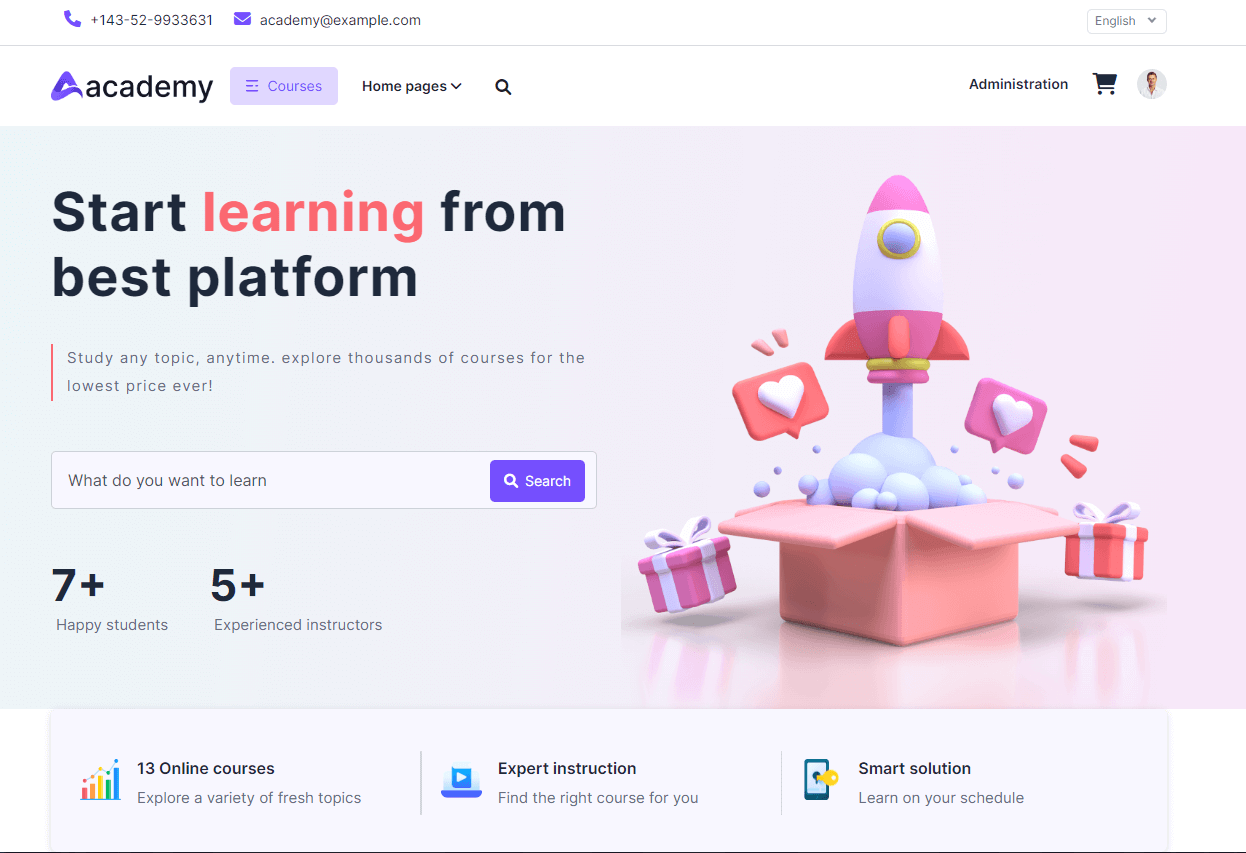 +143-52-9933631 academy@example.com English
academy Courses Home pages Administration
Start learning from
best platform
Study any topic, anytime. explore thousands of courses for the
lowest price ever!
What do you want to learn Search
7+ 5+
Happy students Experienced instructors
13 Online courses Expert instruction Smart solution
Explore a variety of fresh topics Find the right course for you Learn on your schedule